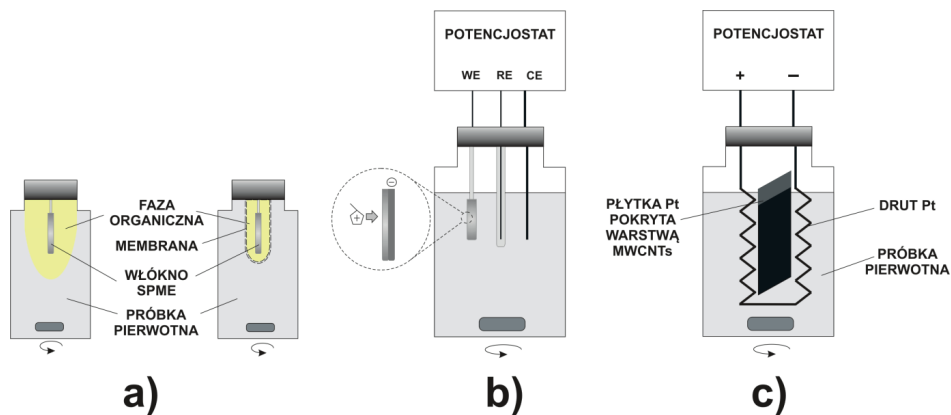 FAZA
ORGANICZNA
MEMBRANA
WŁÓKNO
SPME
PRÓBKA
PIERWOTNA
a)
POTENCJOSTAT
WE RE CE
b)
POTENCJOSTAT
+ −
PŁYTKA Pt
POKRYTA
WARSTWĄ
MWCNTs
DRUT Pt
PRÓBKA
PIERWOTNA
c)